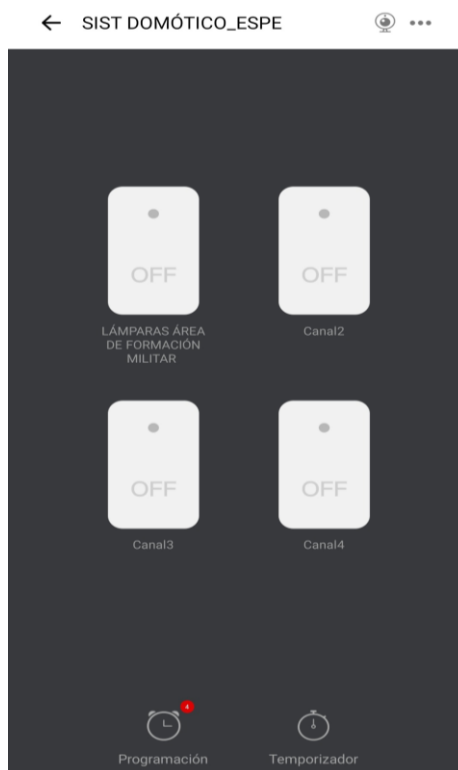 SIST DOMÓTICO_ESPE
OFF
OFF
LÁMPARAS ÁREA
DE FORMACIÓN
MILITAR
Canal2
OFF
OFF
Canal3
Canal4
4
Programación
Temporizador